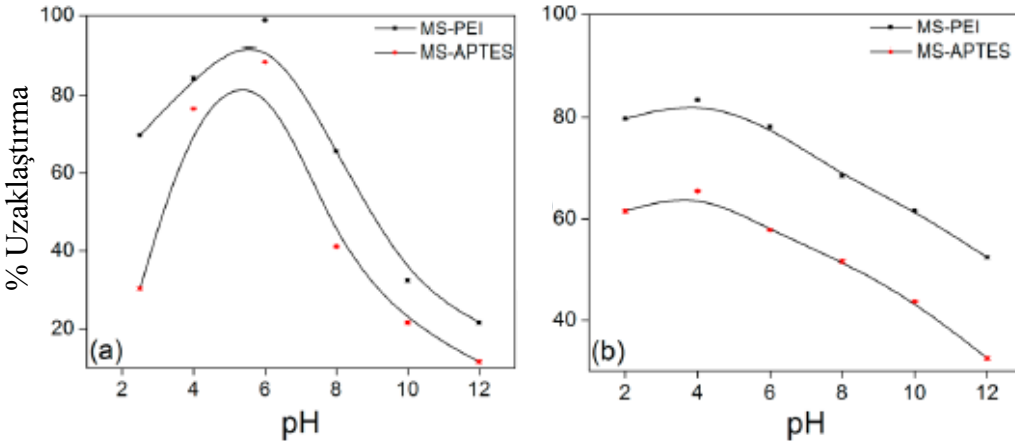 % Uzaklaştırma
100
80
60
40
20
MS-PEI
MS-APTES
(a)
2 4 6 8 10 12
pH
100
80
60
40
MS-PEI
MS-APTES
(b)
2 4 6 8 10 12
pH